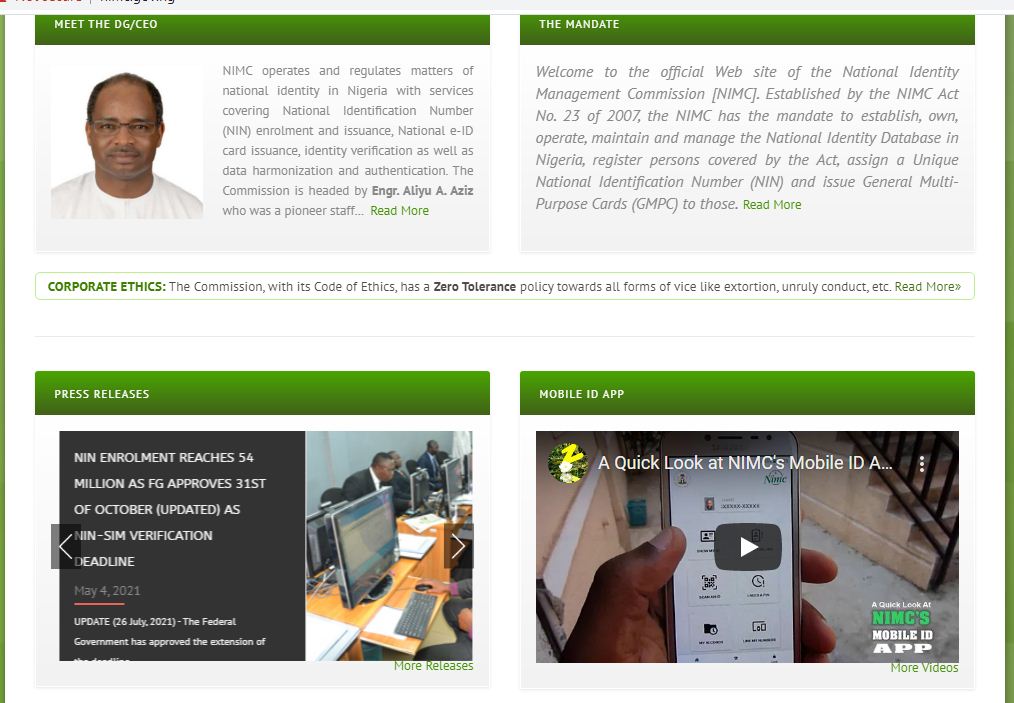 MEET THE DG/CEO
NIMC operates and regulates matters of
national identity in Nigeria with services
covering National Identification Number
(NIN) enrolment and issuance, National e-ID
card issuance, identity verification as well as
data harmonization and authentication. The
Commission is headed by Engr. Aliyu A. Aziz
who was a pioneer staff... Read More
THE MANDATE
Welcome to the official Web site of the National Identity
Management Commission [NIMC]. Established by the NIMC Act
No. 23 of 2007, the NIMC has the mandate to establish, own,
operate, maintain and manage the National Identity Database in
Nigeria, register persons covered by the Act, assign a Unique
National Identification Number (NIN) and issue General Multi-
Purpose Cards (GMPC) to those. Read More
CORPORATE ETHICS: The Commission, with its Code of Ethics, has a Zero Tolerance policy towards all forms of vice like extortion, unruly conduct, etc. Read More»
PRESS RELEASES
NIN ENROLMENT REACHES 54
MILLION AS FG APPROVES 31ST
OF OCTOBER (UPDATED) AS
NIN-SIM VERIFICATION
DEADLINE
May 4, 2021
UPDATE (26 July, 2021) - The Federal
Government has approved the extension of
the deadline
More Releases
MOBILE ID APP
A Quick Look at NIMC's Mobile ID A...
Nimc
SCAN AN ID
A Quick Look At
NIMC'S
MOBILE ID
APP
More Videos